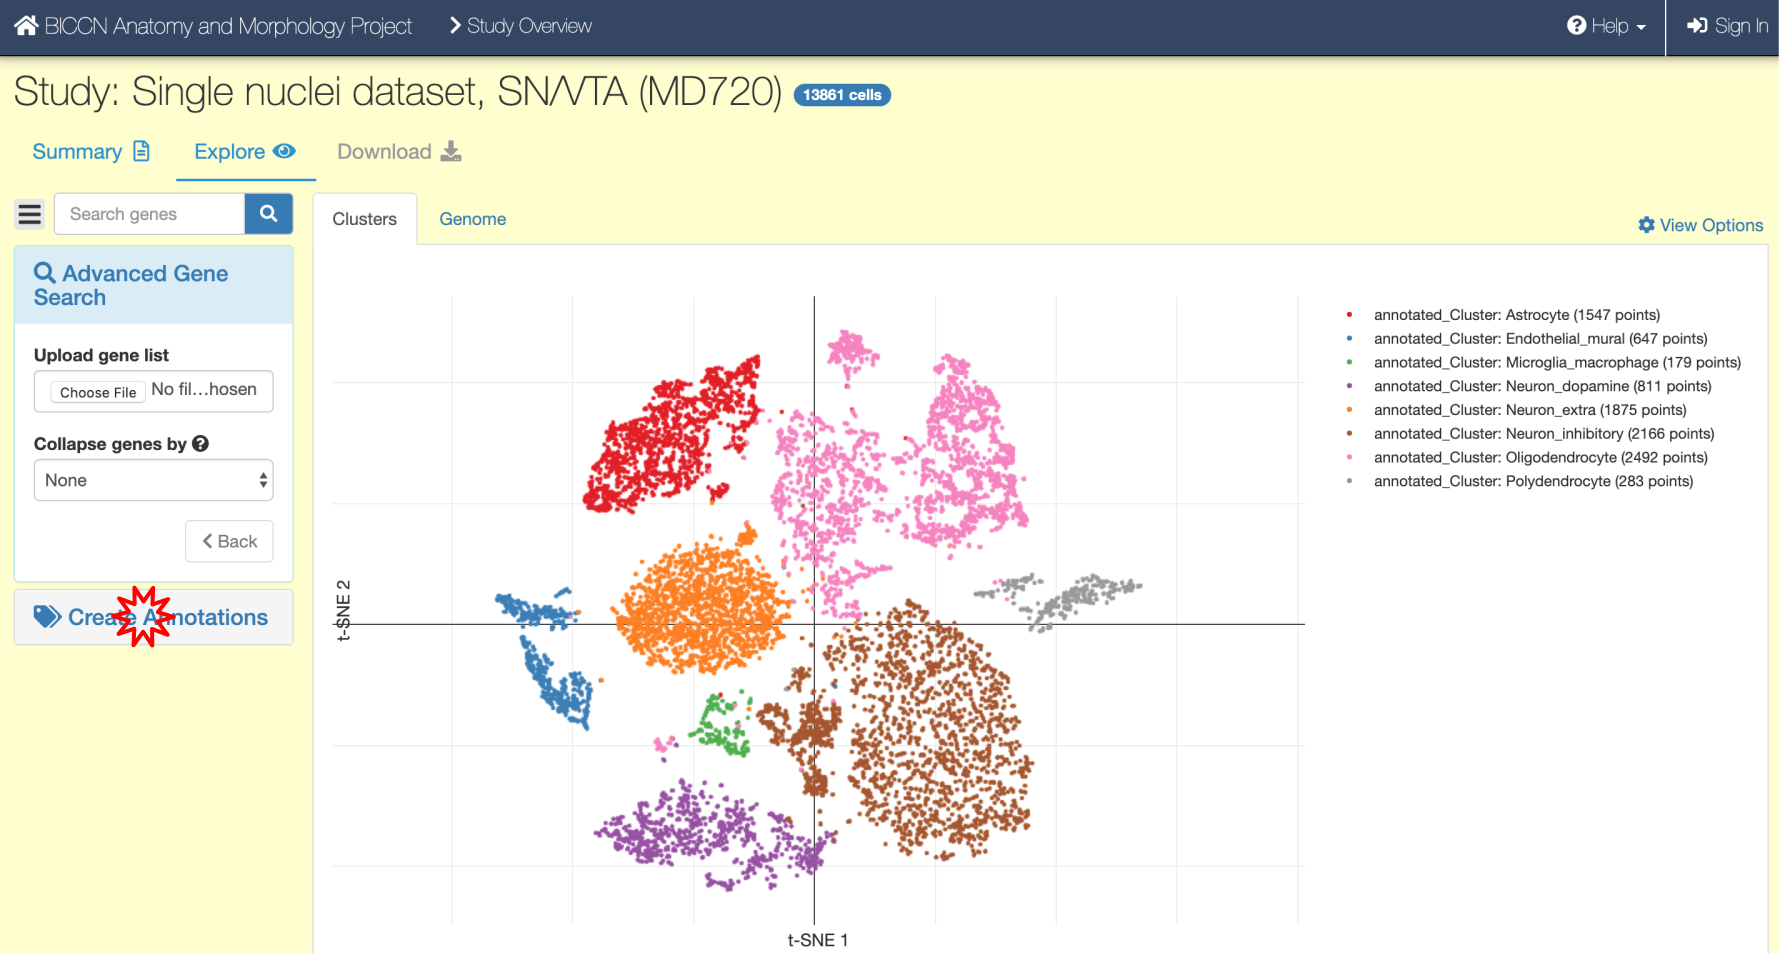 BICCN Anatomy and Morphology Project
Study Overview
Help
Sign In
Study: Single nuclei dataset, SN/VTA (MD720)
13861 cells
Summary
Explore
Download
Search genes
Clusters
Genome
View Options
Advanced Gene
Search
Upload gene list
Choose File No fil...hosen
Collapse genes by
None
Back
Create Annotations
annotated_Cluster: Astrocyte (1547 points)
annotated_Cluster: Endothelial_mural (647 points)
annotated_Cluster: Microglia_macrophage (179 points)
annotated_Cluster: Neuron_dopamine (811 points)
annotated_Cluster: Neuron_extra (1875 points)
annotated_Cluster: Neuron_inhibitory (2166 points)
annotated_Cluster: Oligodendrocyte (2492 points)
annotated_Cluster: Polydendrocyte (283 points)
t-SNE 2
t-SNE 1